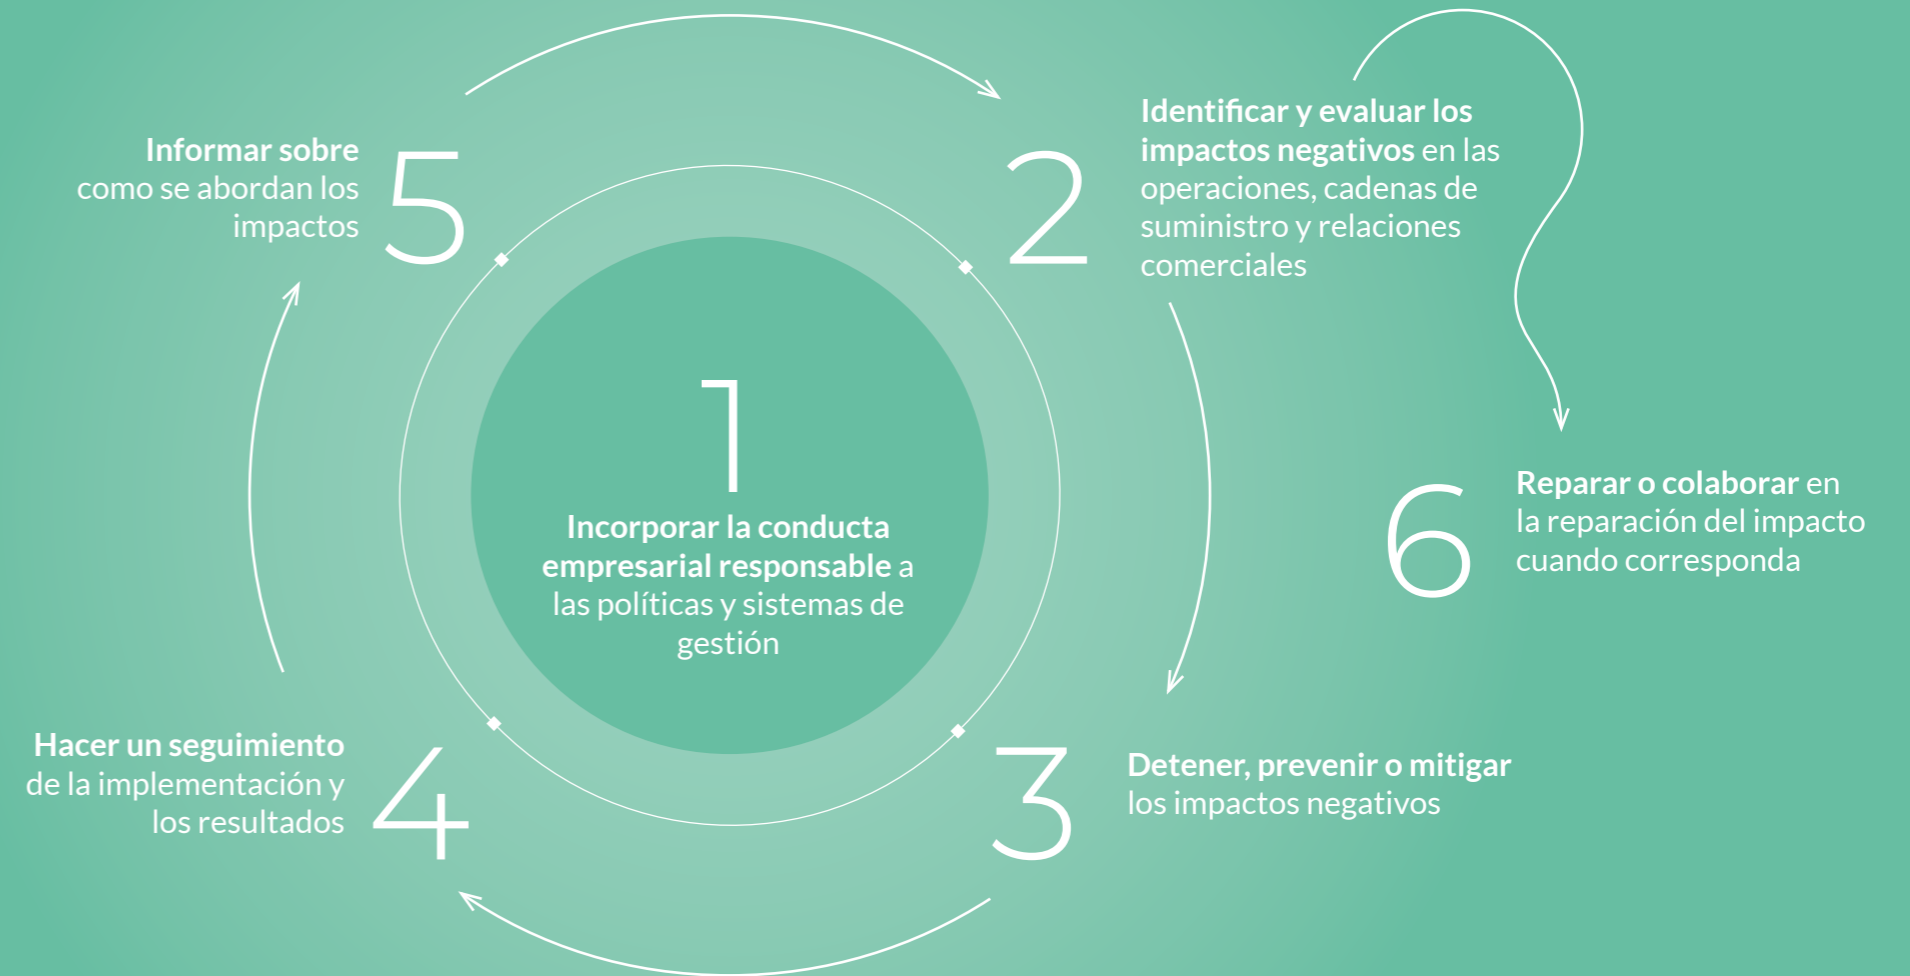 1
Incorporar la conducta
empresarial responsable a
las políticas y sistemas de
gestión
2
Identificar y evaluar los
impactos negativos en las
operaciones, cadenas de
suministro y relaciones
comerciales
3
Detener, prevenir o mitigar
los impactos negativos
4
Hacer un seguimiento
de la implementación y
los resultados
5
Informar sobre
como se abordan los
impactos
6
Reparar o colaborar en
la reparación del impacto
cuando corresponda